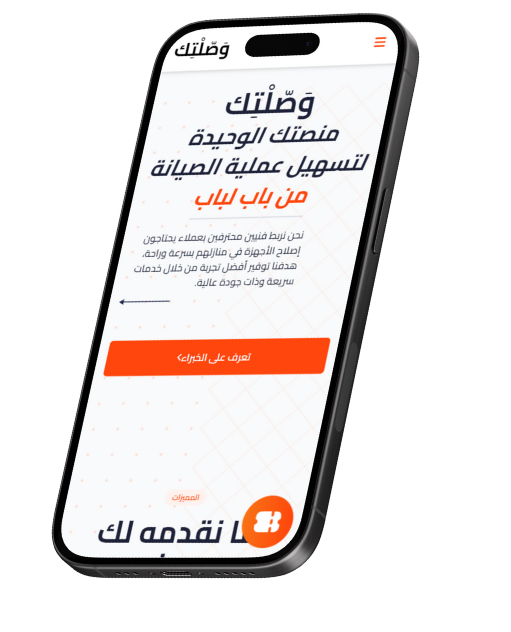 وَصّلْتِك
وَصّلْتِك
منصتك الوحيدة
لتسهيل عملية الصيانة
من باب لباب
نحن نربط فنيين محترفين بعملاء يحتاجون
إصلاح الأجهزة في منازلهم بسرعة وراحة،
هدفنا توفير أفضل تجربة من خلال خدمات
سريعة وذات جودة عالية.
تعرف على الخبراء
المميزات
نقدمه لك